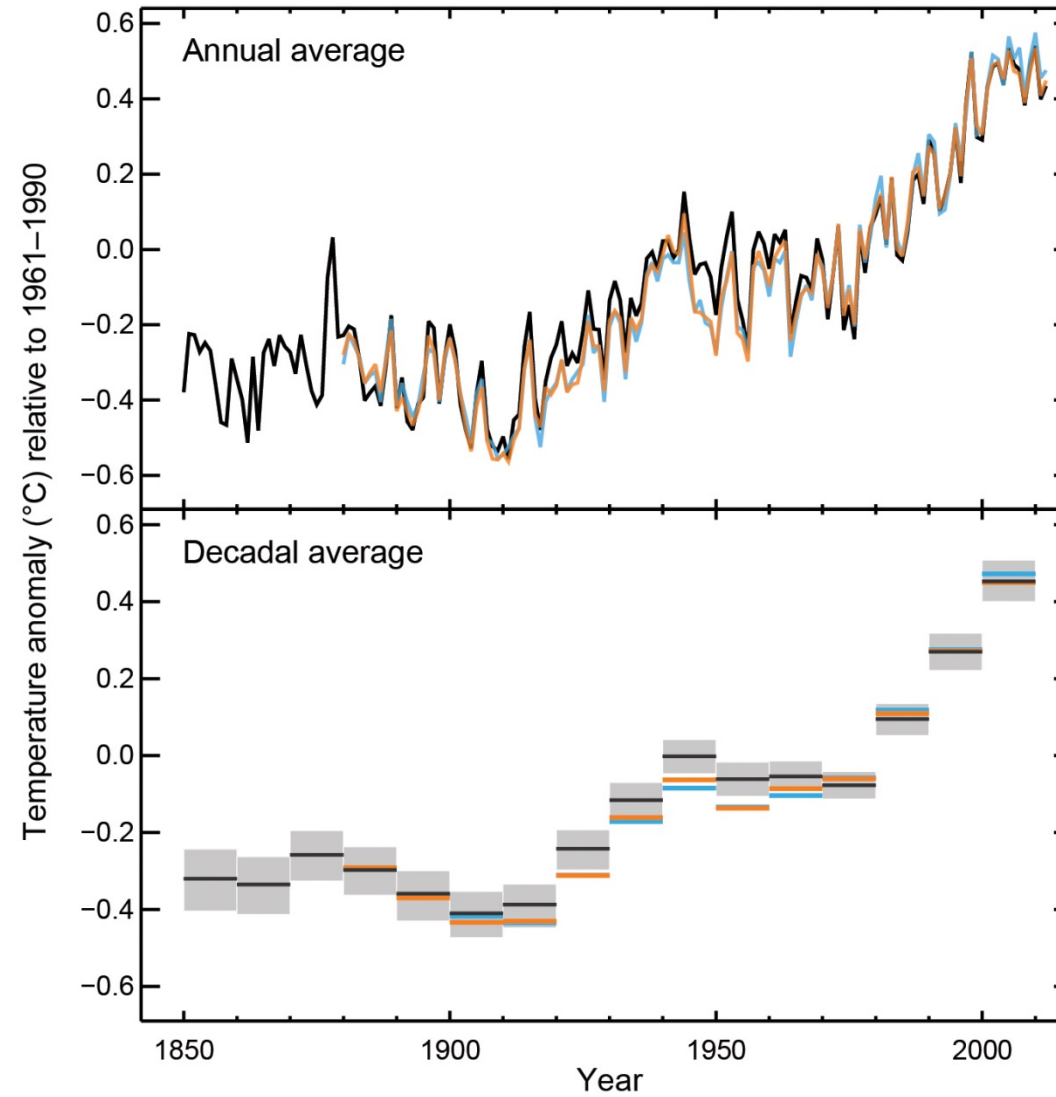 Temperature anomaly (°C) relative to 1961–1990
Annual average
0.6
0.4
0.2
0.0
−0.2
−0.4
−0.6
Decadal average
0.6
0.4
0.2
0.0
−0.2
−0.4
−0.6
1850 1900 1950 2000
Year